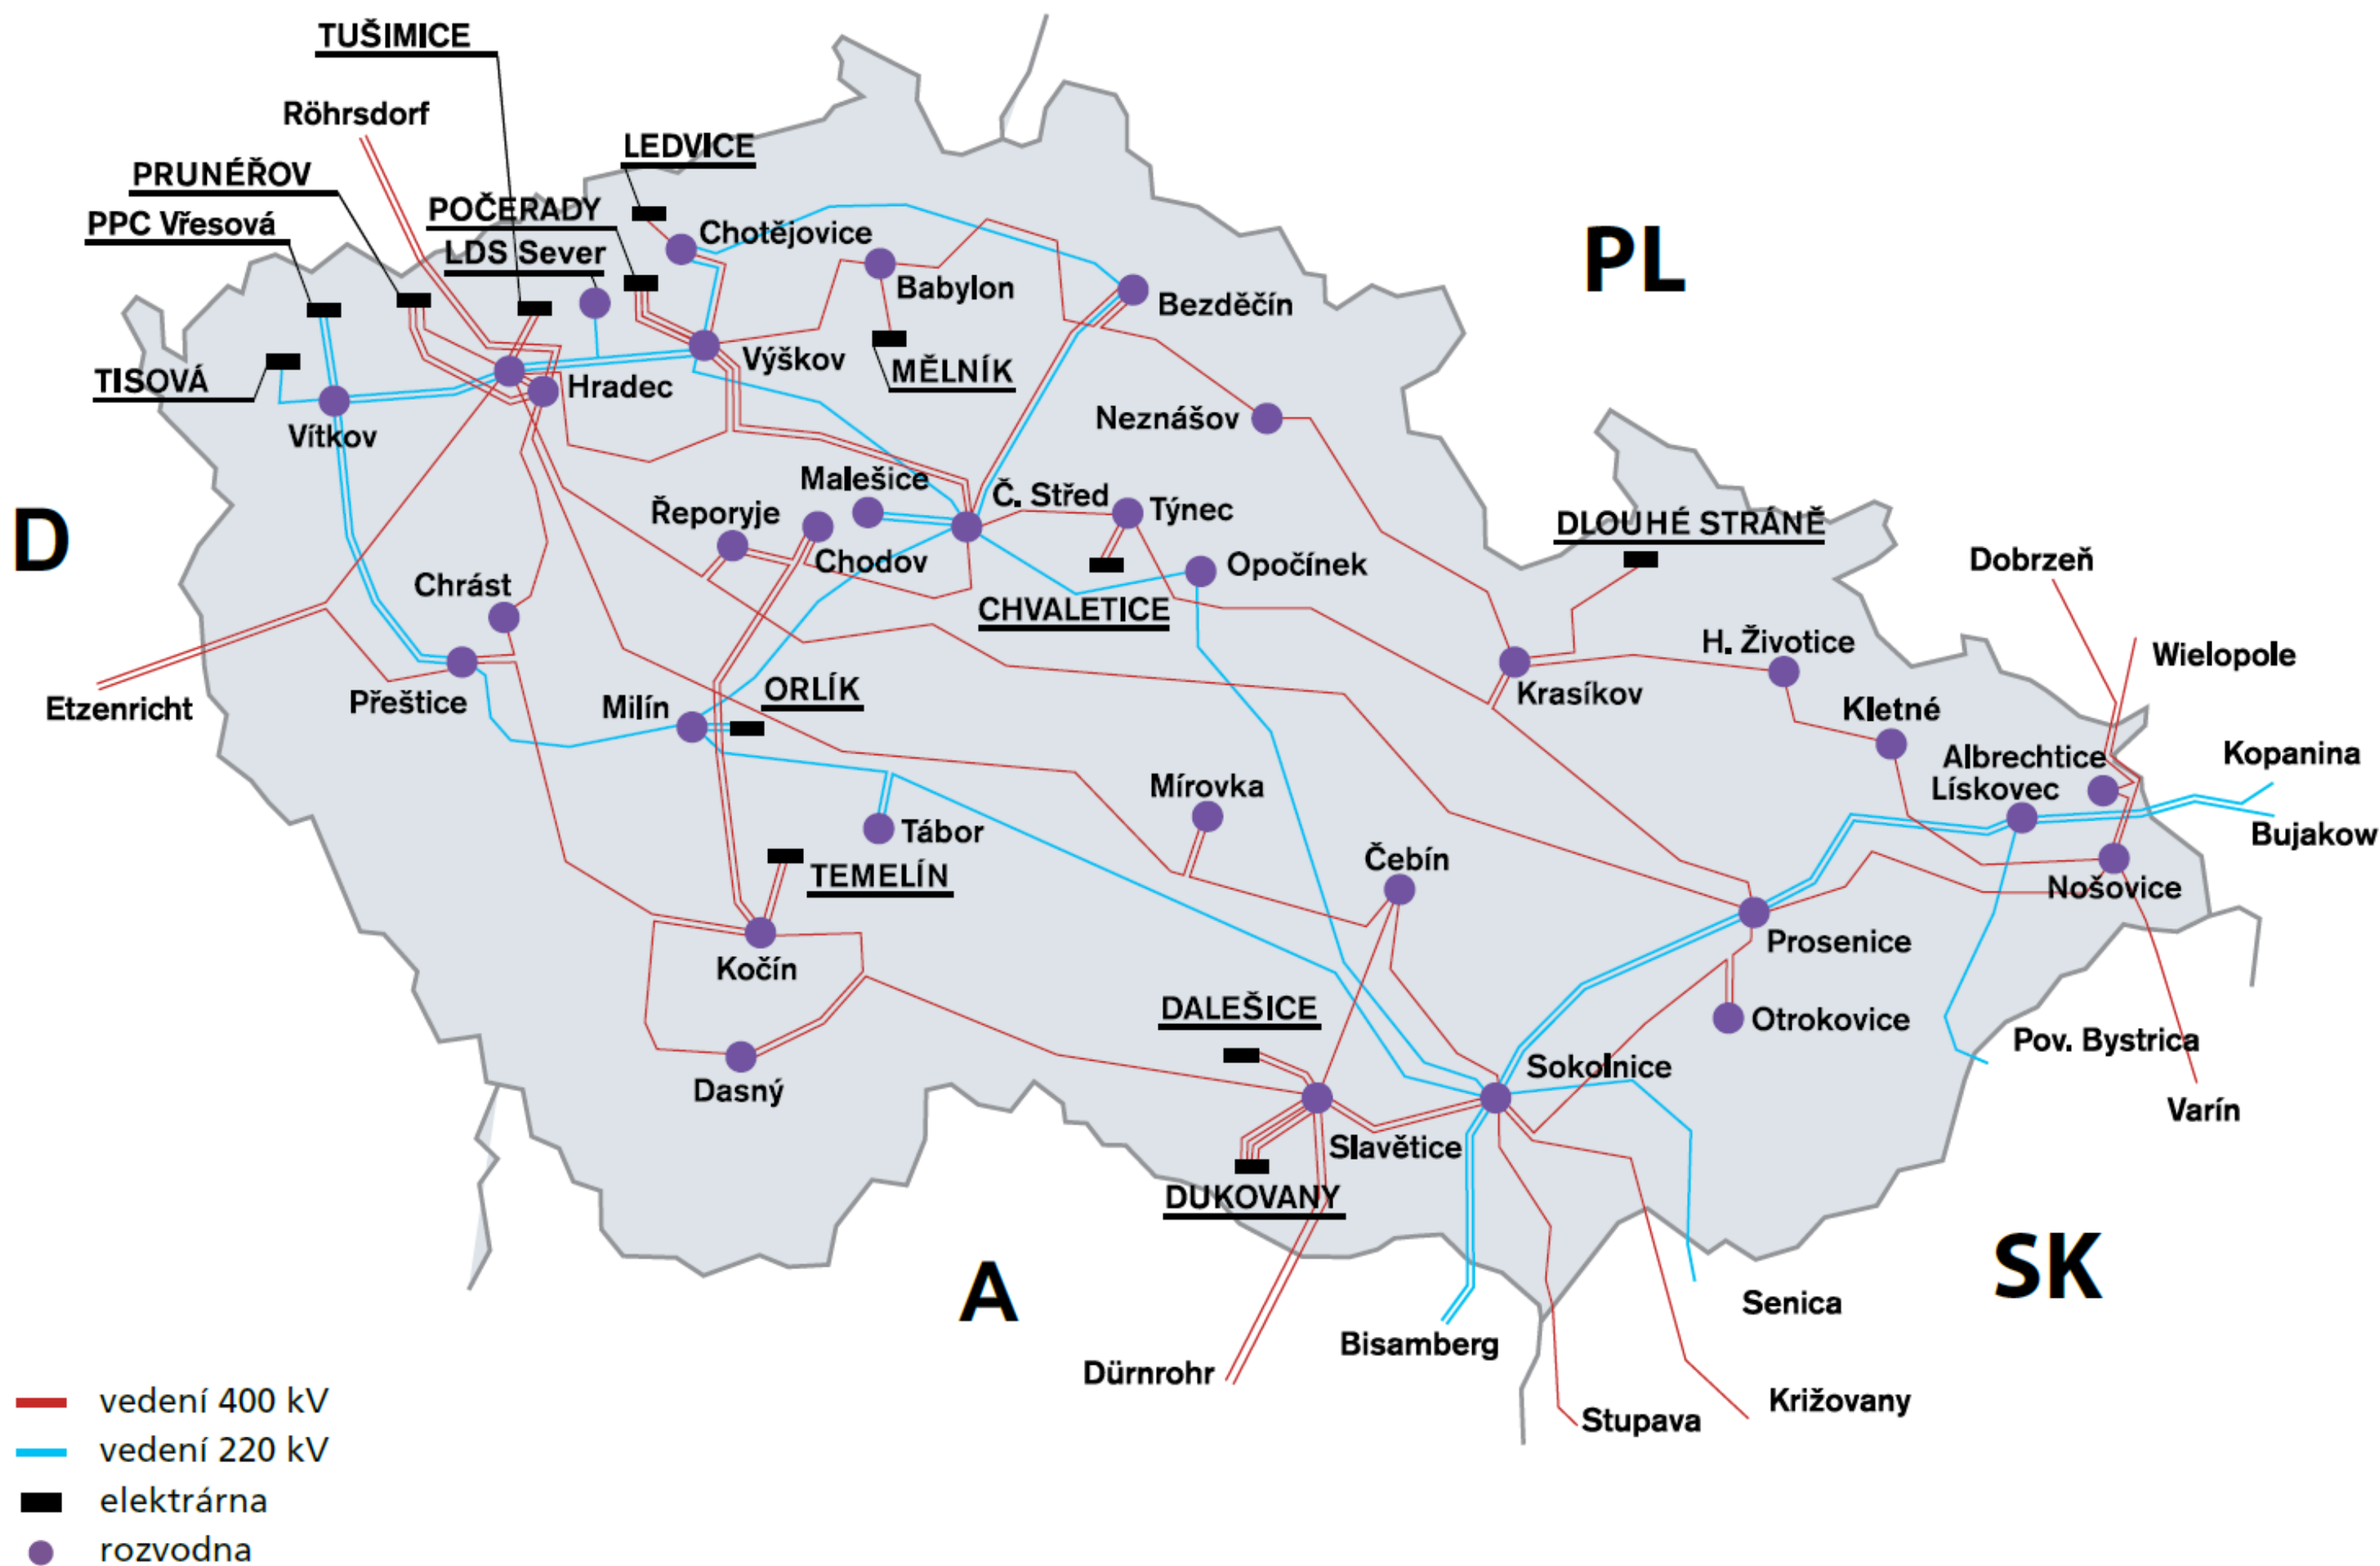 TUŠIMICE
Röhrsdorf
LEDVICE
PRUNÉŘOV
POČERADY
PPC Vřesová
Chotějovice
LDS Sever
PL
Babylon
Bezděčín
Výškov
MĚLNÍK
TISOVÁ
Hradec
Neznášov
Vítkov
Malešice
Č. Střed
Týnec
Řeporyje
DLOUHÉ STRÁNĚ
D
Chodov
Opočínek
Dobrzeň
Chrást
CHVALETICE
H. Životice
Wielopole
ORLÍK
Krasíkov
Etzenricht
Přeštice
Milín
Kletné
Kopanina
Albrechtice
Mírovka
Lískovec
Tábor
Bujakow
Čebín
TEMELÍN
Nošovice
Prosenice
Kočín
DALEŠICE
Otrokovice
Pov. Bystrica
Sokolnice
Dasný
Varín
Slavětice
DUKOVANY
SK
A
Senica
Bisamberg
Dürnrohr
Križovany
Stupava
vedení 400 kV
vedení 220 kV
elektrárna
rozvodna